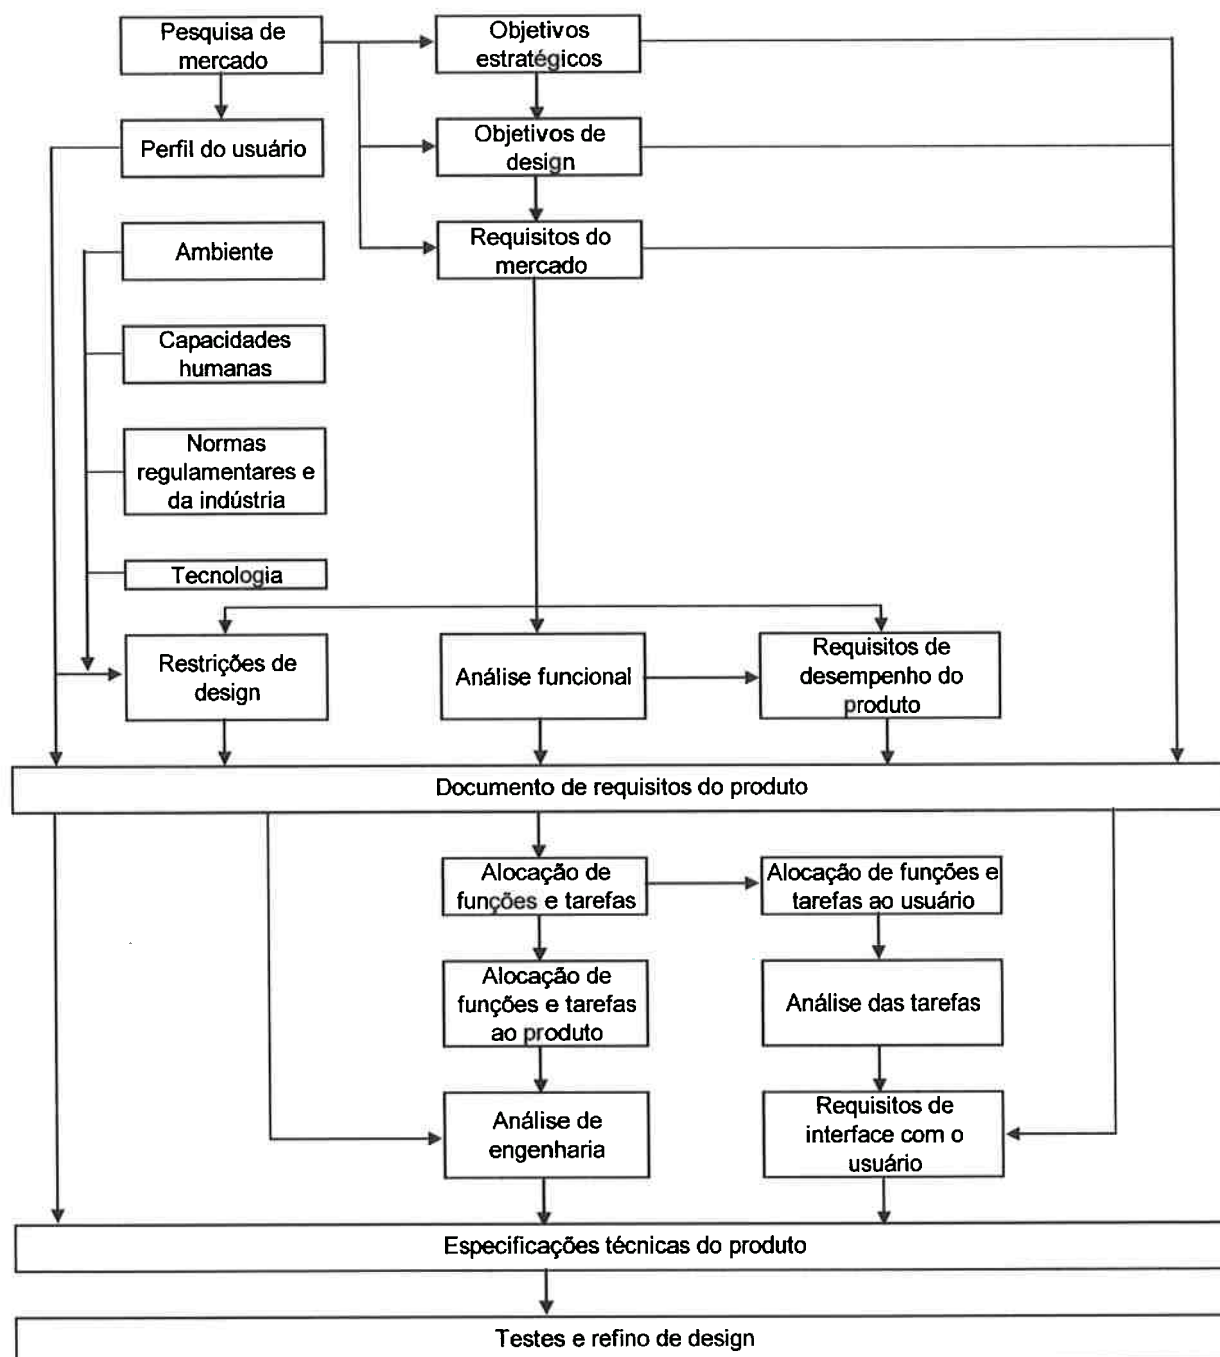 Pesquisa de
mercado
Objetivos
estratégicos
Perfil do usuário
Objetivos de
design
Ambiente
Requisitos do
mercado
Capacidades
humanas
Normas
regulamentares e
da indústria
Tecnologia
Restrições de
design
Análise funcional
Requisitos de
desempenho do
produto
Documento de requisitos do produto
Alocação de
funções e tarefas
Alocação de funções e
tarefas ao usuário
Alocação de
funções e tarefas
ao produto
Análise das tarefas
Análise de
engenharia
Requisitos de
interface com o
usuário
Especificações técnicas do produto
Testes e refino de design